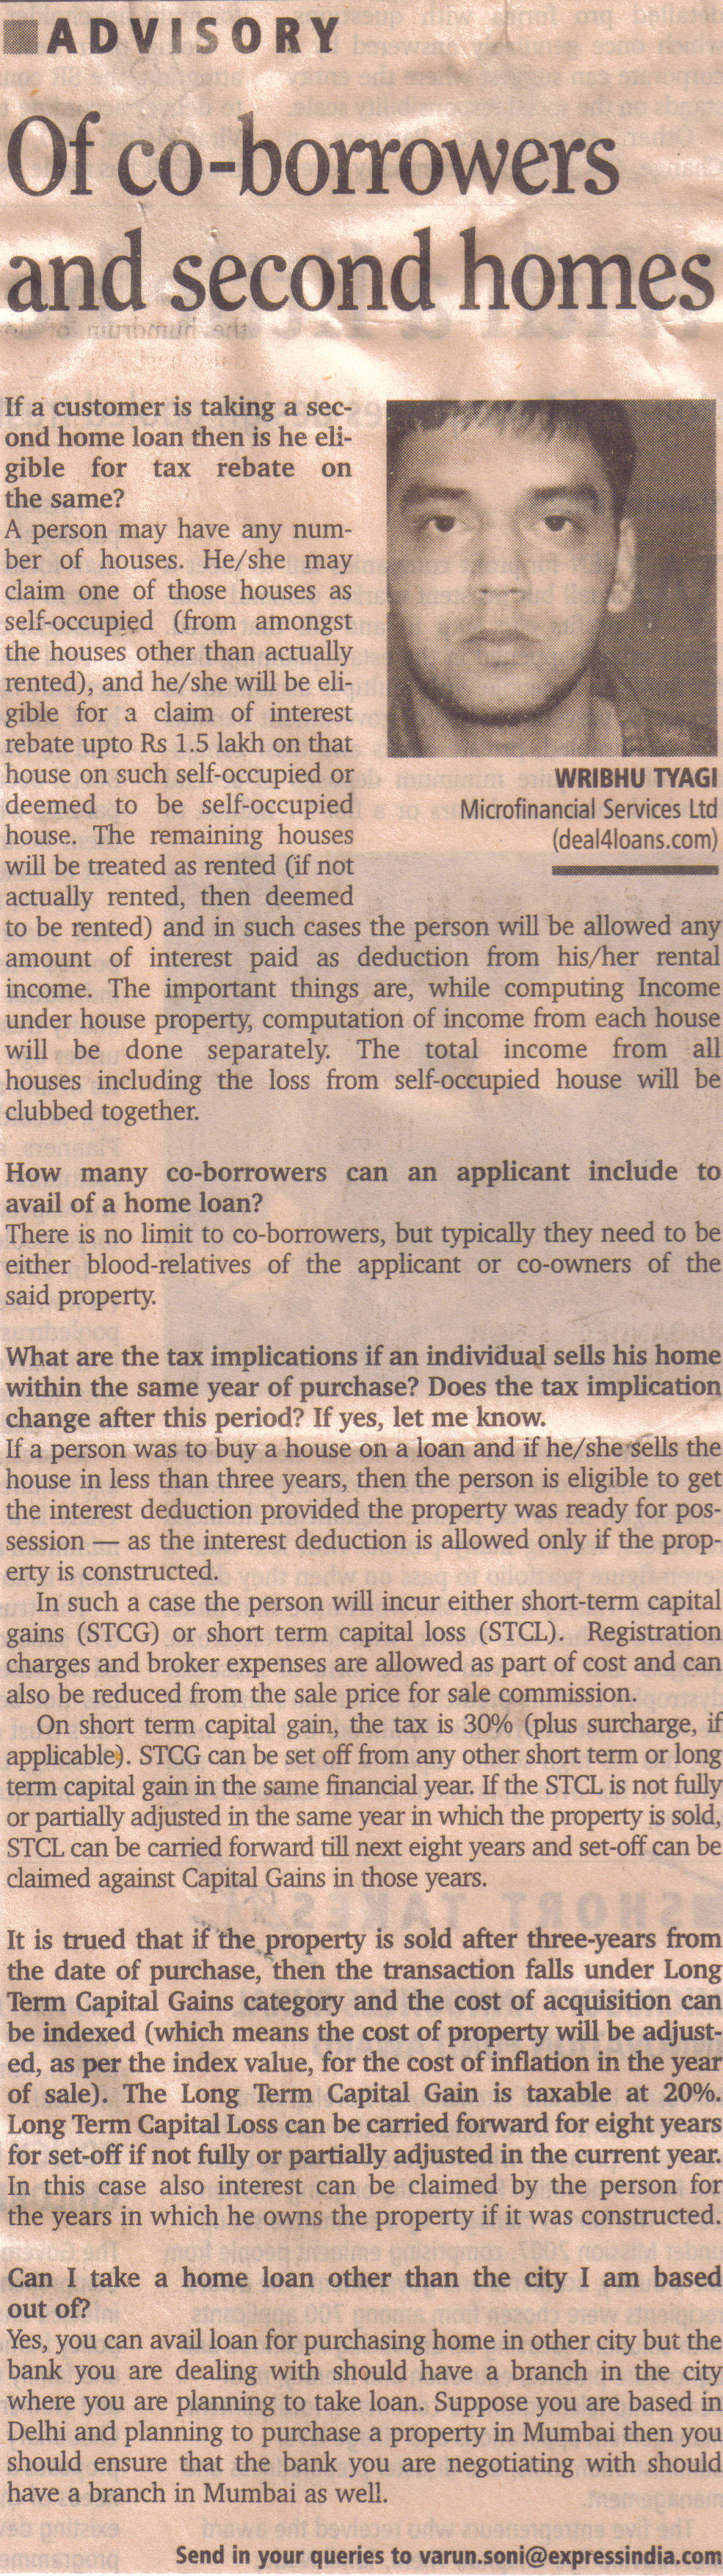 ADVISORY
Of co-borrowers
and second homes
If a customer is taking a sec-
ond home loan then is he eli-
gible for tax rebate on
the same?
A person may have any num-
ber of houses. He/she may
claim one of those houses as
self-occupied (from amongst
the houses other than actually
rented), and he/she will be eli-
gible for a claim of interest
rebate upto Rs 1.5 lakh on that
house on such self-occupied or
deemed to be self-occupied
house. The remaining houses
will be treated as rented (if not
actually rented, then deemed
to be rented) and in such cases the person will be allowed any
amount of interest paid as deduction from his/her rental
income. The important things are, while computing Income
under house property, computation of income from each house
will be done separately. The total income from all
houses including the loss from self-occupied house will be
clubbed together.
WRIBHU TYAGI
Microfinancial Services Ltd
(deal4loans.com)
How many co-borrowers can an applicant include to
avail of a home loan?
There is no limit to co-borrowers, but typically they need to be
either blood-relatives of the applicant or co-owners of the
said property.
What are the tax implications if an individual sells his home
within the same year of purchase? Does the tax implication
change after this period? If yes, let me know.
If a person was to buy a house on a loan and if he/she sells the
house in less than three years, then the person is eligible to get
the interest deduction provided the property was ready for pos-
session — as the interest deduction is allowed only if the prop-
erty is constructed.
In such a case the person will incur either short-term capital
gains (STCG) or short term capital loss (STCL). Registration
charges and broker expenses are allowed as part of cost and can
also be reduced from the sale price for sale commission.
On short term capital gain, the tax is 30% (plus surcharge, if
applicable). STCG can be set off from any other short term or long
term capital gain in the same financial year. If the STCL is not fully
or partially adjusted in the same year in which the property is sold,
STCL can be carried forward till next eight years and set-off can be
claimed against Capital Gains in those years.
It is trued that if the property is sold after three-years from
the date of purchase, then the transaction falls under Long
Term Capital Gains category and the cost of acquisition can
be indexed (which means the cost of property will be adjust-
ed, as per the index value, for the cost of inflation in the year
of sale). The Long Term Capital Gain is taxable at 20%.
Long Term Capital Loss can be carried forward for eight years
for set-off if not fully or partially adjusted in the current year.
In this case also interest can be claimed by the person for
the years in which he owns the property if it was constructed.
Can I take a home loan other than the city I am based
out of?
Yes, you can avail loan for purchasing home in other city but the
bank you are dealing with should have a branch in the city
where you are planning to take loan. Suppose you are based in
Delhi and planning to purchase a property in Mumbai then you
should ensure that the bank you are negotiating with should
have a branch in Mumbai as well.
Send in your queries to varun.soni@expressindia.com